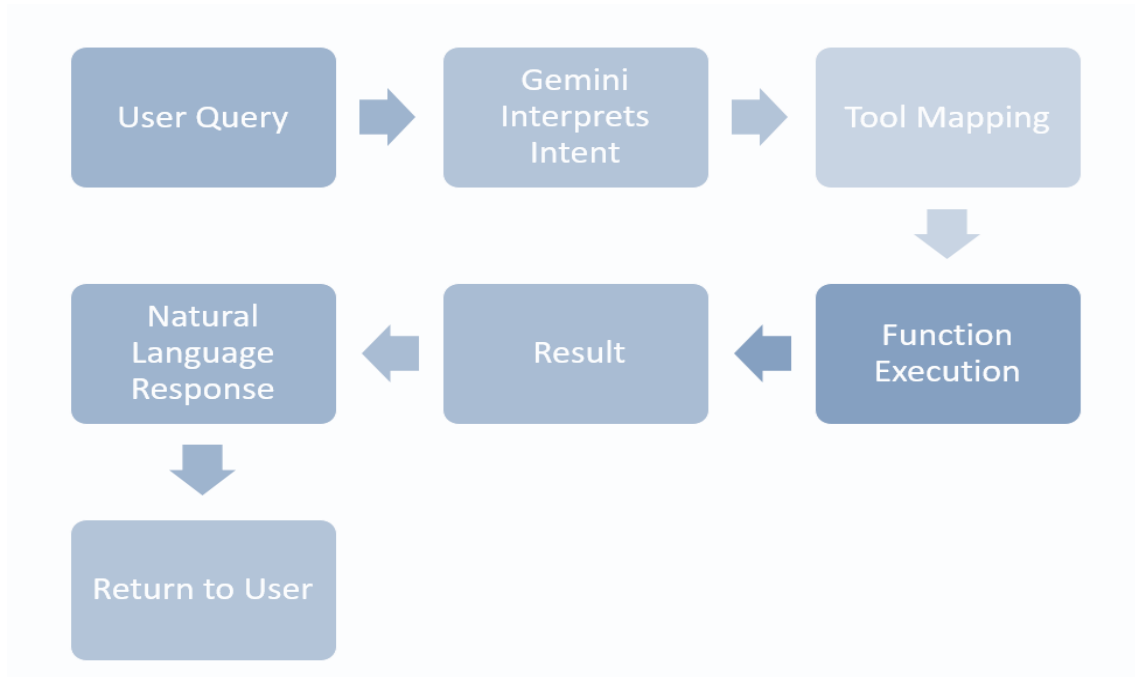 User Query
Gemini
Interprets
Intent
Tool Mapping
Function
Execution
Result
Natural
Language
Response
Return to User